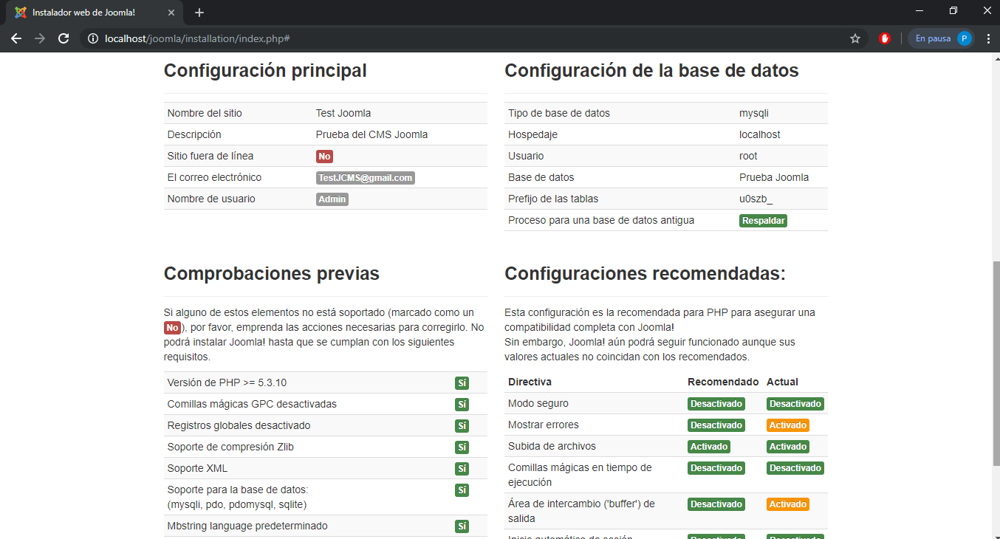 Instalador web de Joomla!
localhost/joomla/installation/index.php#
En pausa P
Configuración principal
Nombre del sitio Test Joomla
Descripción Prueba del CMS Joomla
Sitio fuera de línea No
El correo electrónico TestJCMS@gmail.com
Nombre de usuario Admin
Configuración de la base de datos
Tipo de base de datos mysqli
Hospedaje localhost
Usuario root
Base de datos Prueba Joomla
Prefijo de las tablas u0szb_
Proceso para una base de datos antigua Respaldar
Comprobaciones previas
Si alguno de estos elementos no está soportado (marcado como un
No), por favor, emprenda las acciones necesarias para corregirlo. No
podrá instalar Joomla! hasta que se cumplan con los siguientes
requisitos.
Versión de PHP >= 5.3.10 Sí
Comillas mágicas GPC desactivadas Sí
Registros globales desactivado Sí
Soporte de compresión Zlib Sí
Soporte XML Sí
Soporte para la base de datos: Sí
(mysqli, pdo, pdomysql, sqlite)
Mbstring language predeterminado Sí
Configuraciones recomendadas:
Esta configuración es la recomendada para PHP para asegurar una
compatibilidad completa con Joomla!
Sin embargo, Joomla! aún podrá seguir funcionado aunque sus
valores actuales no coincidan con los recomendados.
Directiva Recomendado Actual
Modo seguro Desactivado Desactivado
Mostrar errores Desactivado Activado
Subida de archivos Activado Activado
Comillas mágicas en tiempo de Desactivado Desactivado
ejecución
Área de intercambio ('buffer') de Desactivado Activado
salida
Inicio automático de sesión Desactivado Desactivado